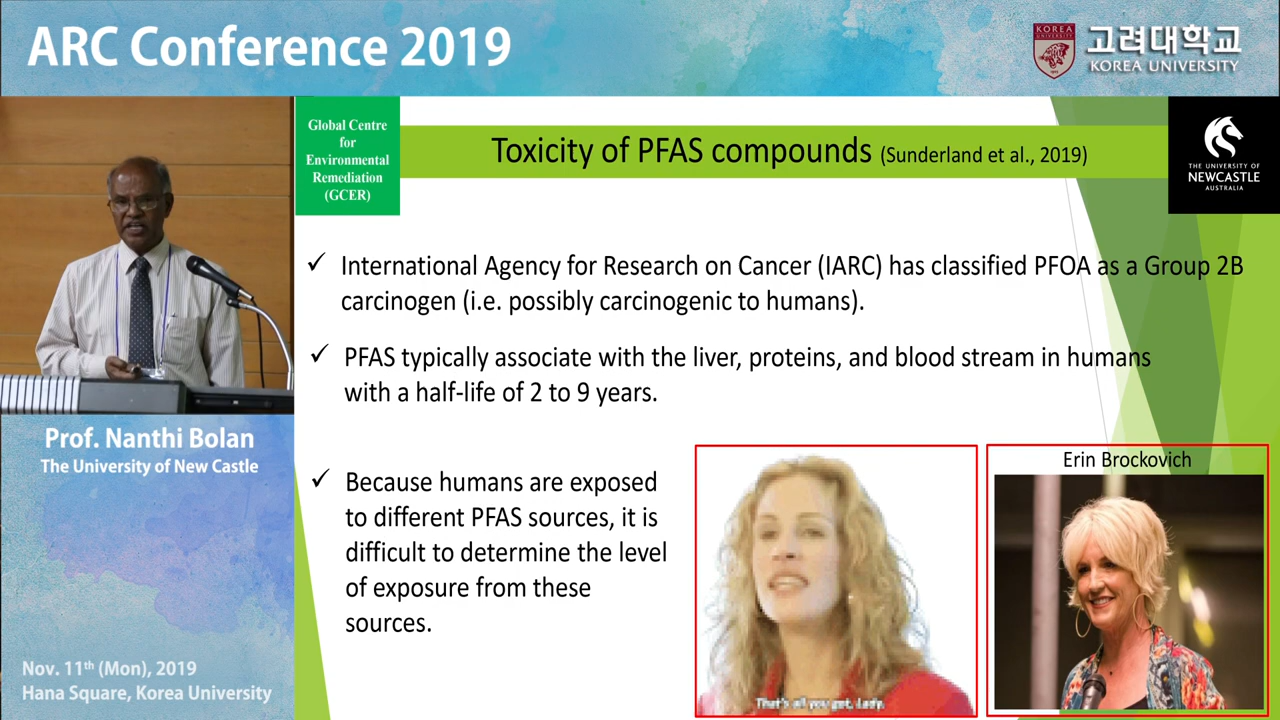 ARC Conference 2019
KOREA
UNIVERSITY
고려대학교
KOREA UNIVERSITY
Global Centre
for
Environmental
Remediation
(GCER)
Toxicity of PFAS compounds (Sunderland et al., 2019)
THE UNIVERSITY OF
NEWCASTLE
AUSTRALIA
✓ International Agency for Research on Cancer (IARC) has classified PFOA as a Group 2B
carcinogen (i.e. possibly carcinogenic to humans).
✓ PFAS typically associate with the liver, proteins, and blood stream in humans
with a half-life of 2 to 9 years.
Prof. Nanthi Bolan
The University of New Castle
✓ Because humans are exposed
to different PFAS sources, it is
difficult to determine the level
of exposure from these
sources.
Erin Brockovich
That's all you got, Lady.
Nov. 11th (Mon), 2019
Hana Square, Korea University